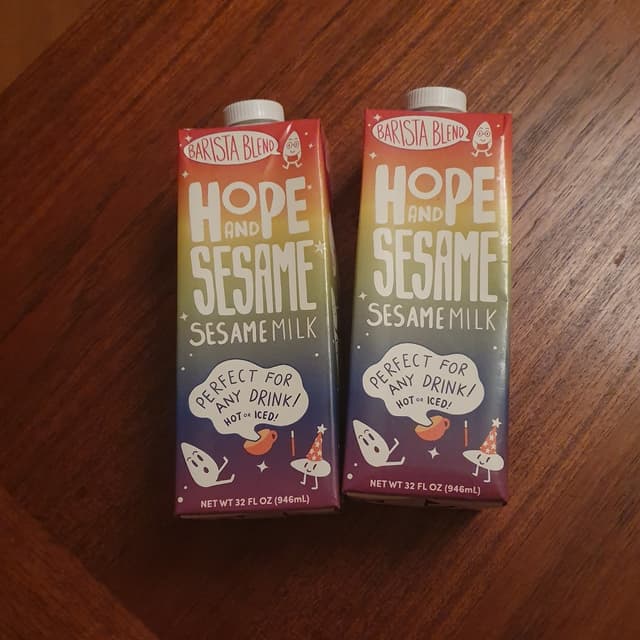 BARISTA BLEND
HOPE
AND
SESAME
SESAME MILK
PERFECT FOR
ANY DRINK!
HOT OR ICED!
NET WT 32 FL OZ (946mL)
BARISTA BLEND
HOPE
AND
SESAME
SESAME MILK
PERFECT FOR
ANY DRINK!
HOT OR ICED!
NET WT 32 FL OZ (946mL)